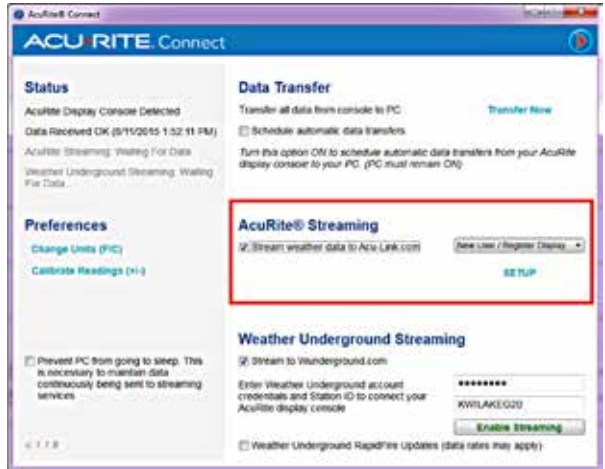 AcuRite® Connect
ACU RITE. Connect
Status
AcuRite Display Console Detected
Data Received OK (8/11/2015 1:52:11 PM)
AcuRite Streaming: Waiting For Data
Weather Underground Streaming: Waiting
For Data
Preferences
Change Units (F/C)
Calibrate Readings (+/-)
Prevent PC from going to sleep. This
is necessary to maintain data
continuously being sent to streaming
services
Data Transfer
Transfer all data from console to PC
Transfer Now
Schedule automatic data transfers
Turn this option ON to schedule automatic data transfers from your AcuRite
display console to your PC. (PC must remain
ON)
AcuRite® Streaming
Stream weather data to Acu-Link.com
New User / Register Display
SETUP
Weather Underground Streaming
Stream to Wunderground.com
Enter Weather Underground account
credentials and Station ID to connect your
AcuRite display console
********
KWILAKEG20
Enable Streaming
Weather Underground RapidFire Updates (data rates may apply)